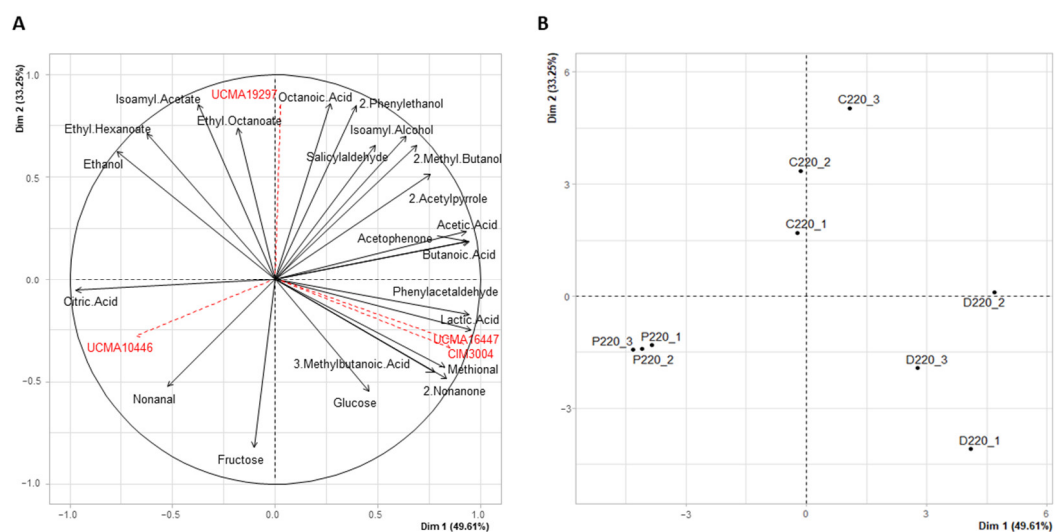 A
B
Dim 2 (33.25%)
1.0
0.5
0.0
−0.5
−1.0
UCMA19297
Octanoic.Acid
Isoamyl.Acetate
2.Phenylethanol
Ethyl.Hexanoate
Ethyl.Octanoate
Isoamyl.Alcohol
Ethanol
Salicylaldehyde
2.Methyl.Butanol
2.Acetylpyrrole
Acetic.Acid
Acetophenone
Butanoic.Acid
Citric.Acid
Phenylacetaldehyde
Lactic.Acid
UCMA10446
UCMA16447
CIM3004
3.Methylbutanoic.Acid
Methional
Nonanal
Glucose
2.Nonanone
Fructose
−1.0
−0.5
0.0
0.5
1.0
Dim 1 (49.61%)
Dim 2 (33.25%)
6
3
0
−3
C220_3
C220_2
C220_1
D220_2
P220_3
P220_1
P220_2
D220_3
D220_1
−6
−3
0
3
6
Dim 1 (49.61%)